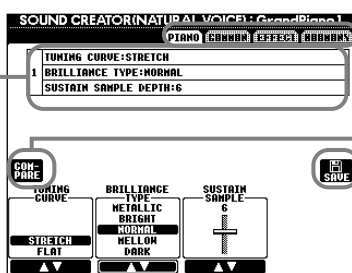 SOUND CREATOR(NATURAL VOICE): GrandPiano1
PIANO COMMON EFFECT HARMONY
TUNING CURVE:STRETCH
1 BRILLIANCE TYPE:NORMAL
SUSTAIN SAMPLE DEPTH:6
COM-
PARE
SAVE
TUNING
CURVE
STRETCH
FLAT
BRILLIANCE
TYPE
METALLIC
BRIGHT
NORMAL
MELLOW
DARK
SUSTAIN
SAMPLE
6